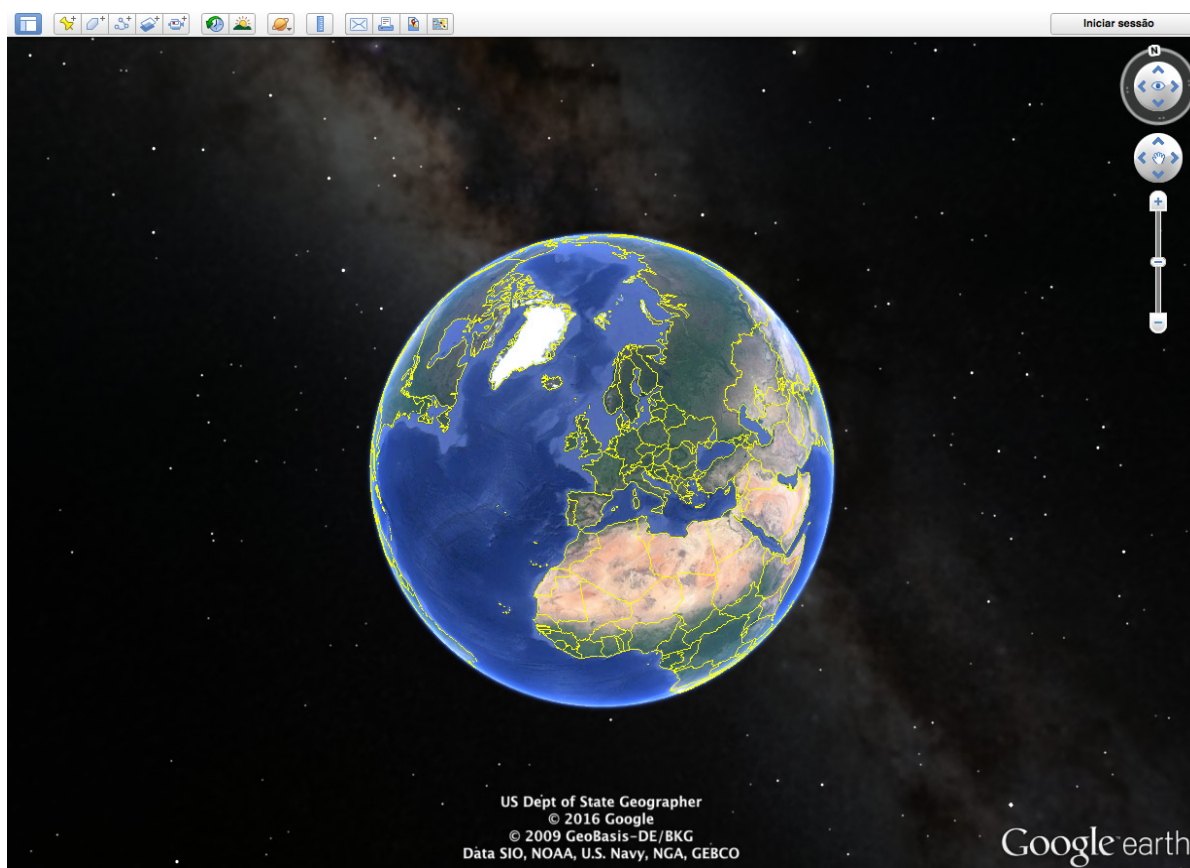 Iniciar sessão
N
US Dept of State Geographer
© 2016 Google
© 2009 GeoBasis-DE/BKG
Data SIO, NOAA, U.S. Navy, NGA, GEBCO
Google earth